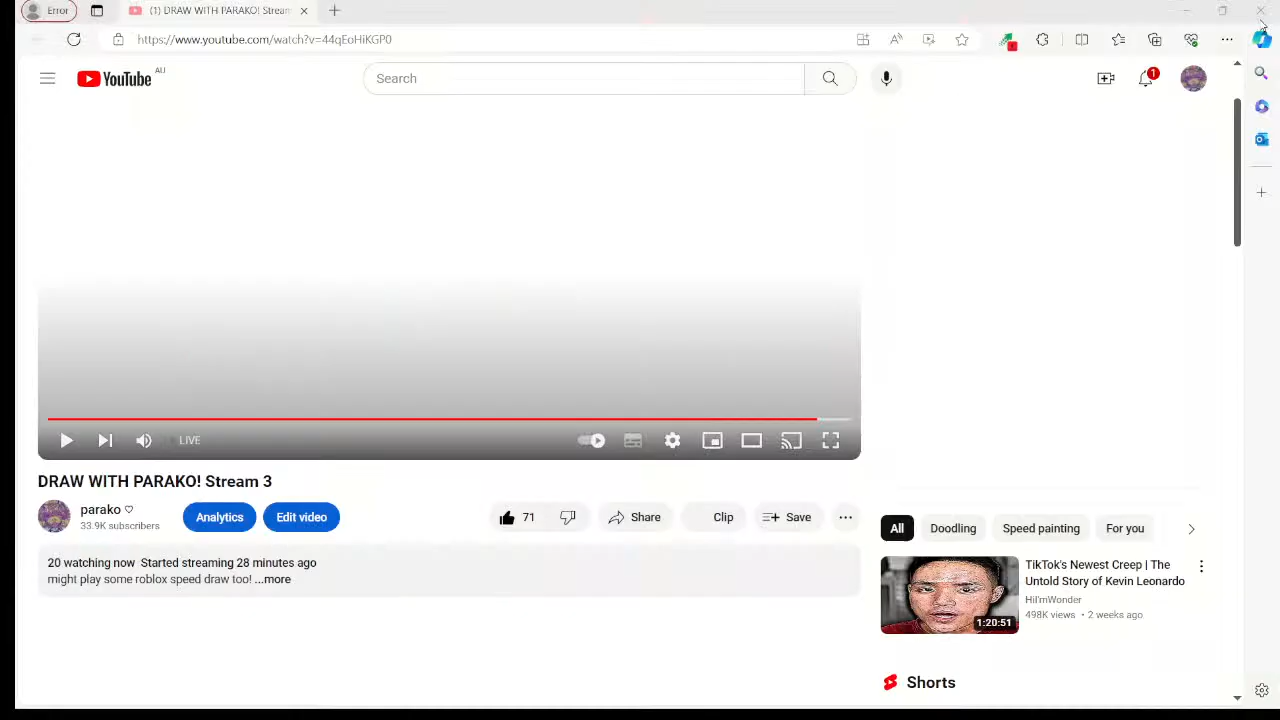 Error
(1) DRAW WITH PARAKO! Stream
https://www.youtube.com/watch?v=44qEoHiKGP0
YouTube AU
Search
1
LIVE
DRAW WITH PARAKO! Stream 3
parako ♡
33.9K subscribers
Analytics
Edit video
71
Share
Clip
Save
20 watching now Started streaming 28 minutes ago
might play some roblox speed draw too! ...more
All
Doodling
Speed painting
For you
TikTok's Newest Creep | The
Untold Story of Kevin Leonardo
Hil'mWonder
498K views • 2 weeks ago
1:20:51
Shorts